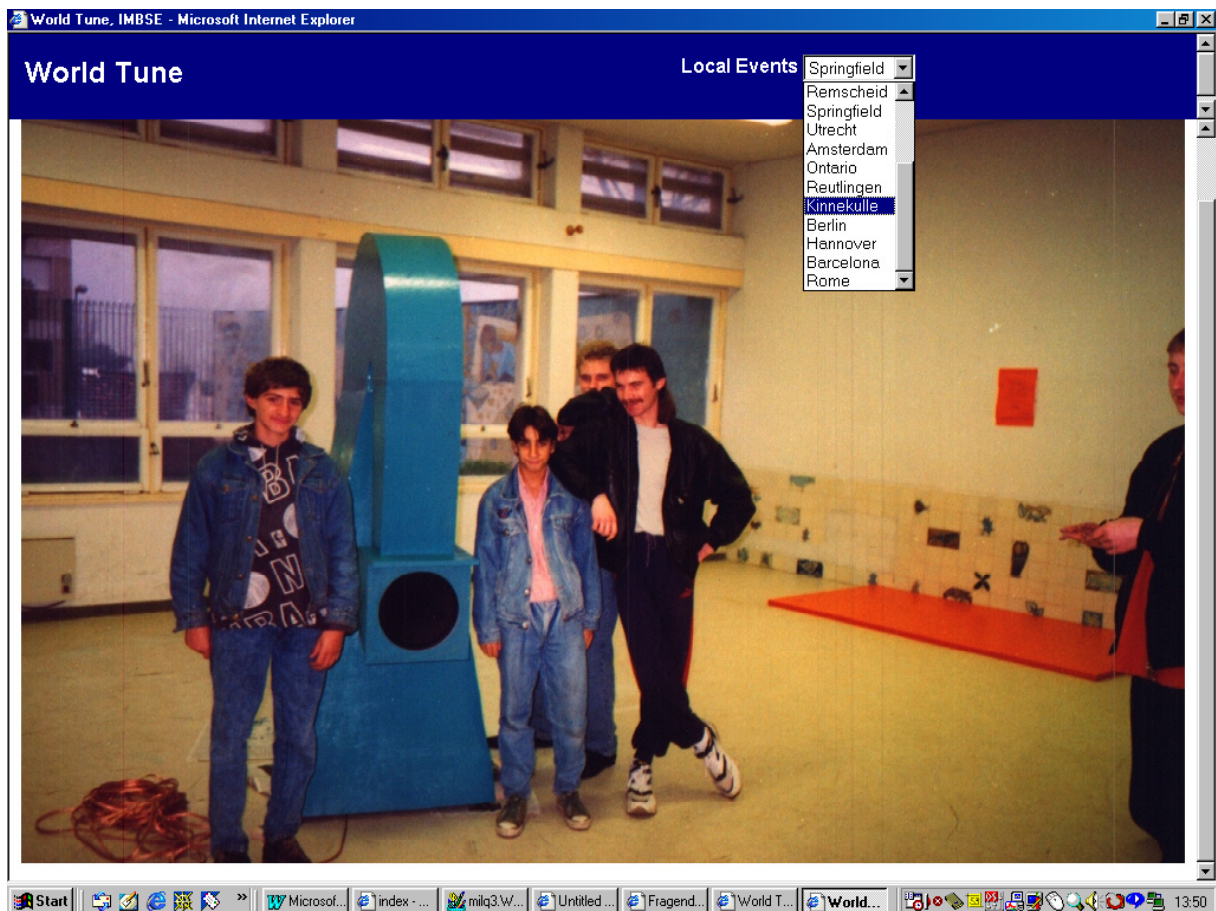 World Tune, IMBSE - Microsoft Internet Explorer
World Tune
Local Events Springfield
Remscheid
Springfield
Utrecht
Amsterdam
Ontario
Reutlingen
Kinnekulle
Berlin
Hannover
Barcelona
Rome
Start » Microsof... index - ... milq3.W... Untitled ... Fragend... World T... World... 13:50